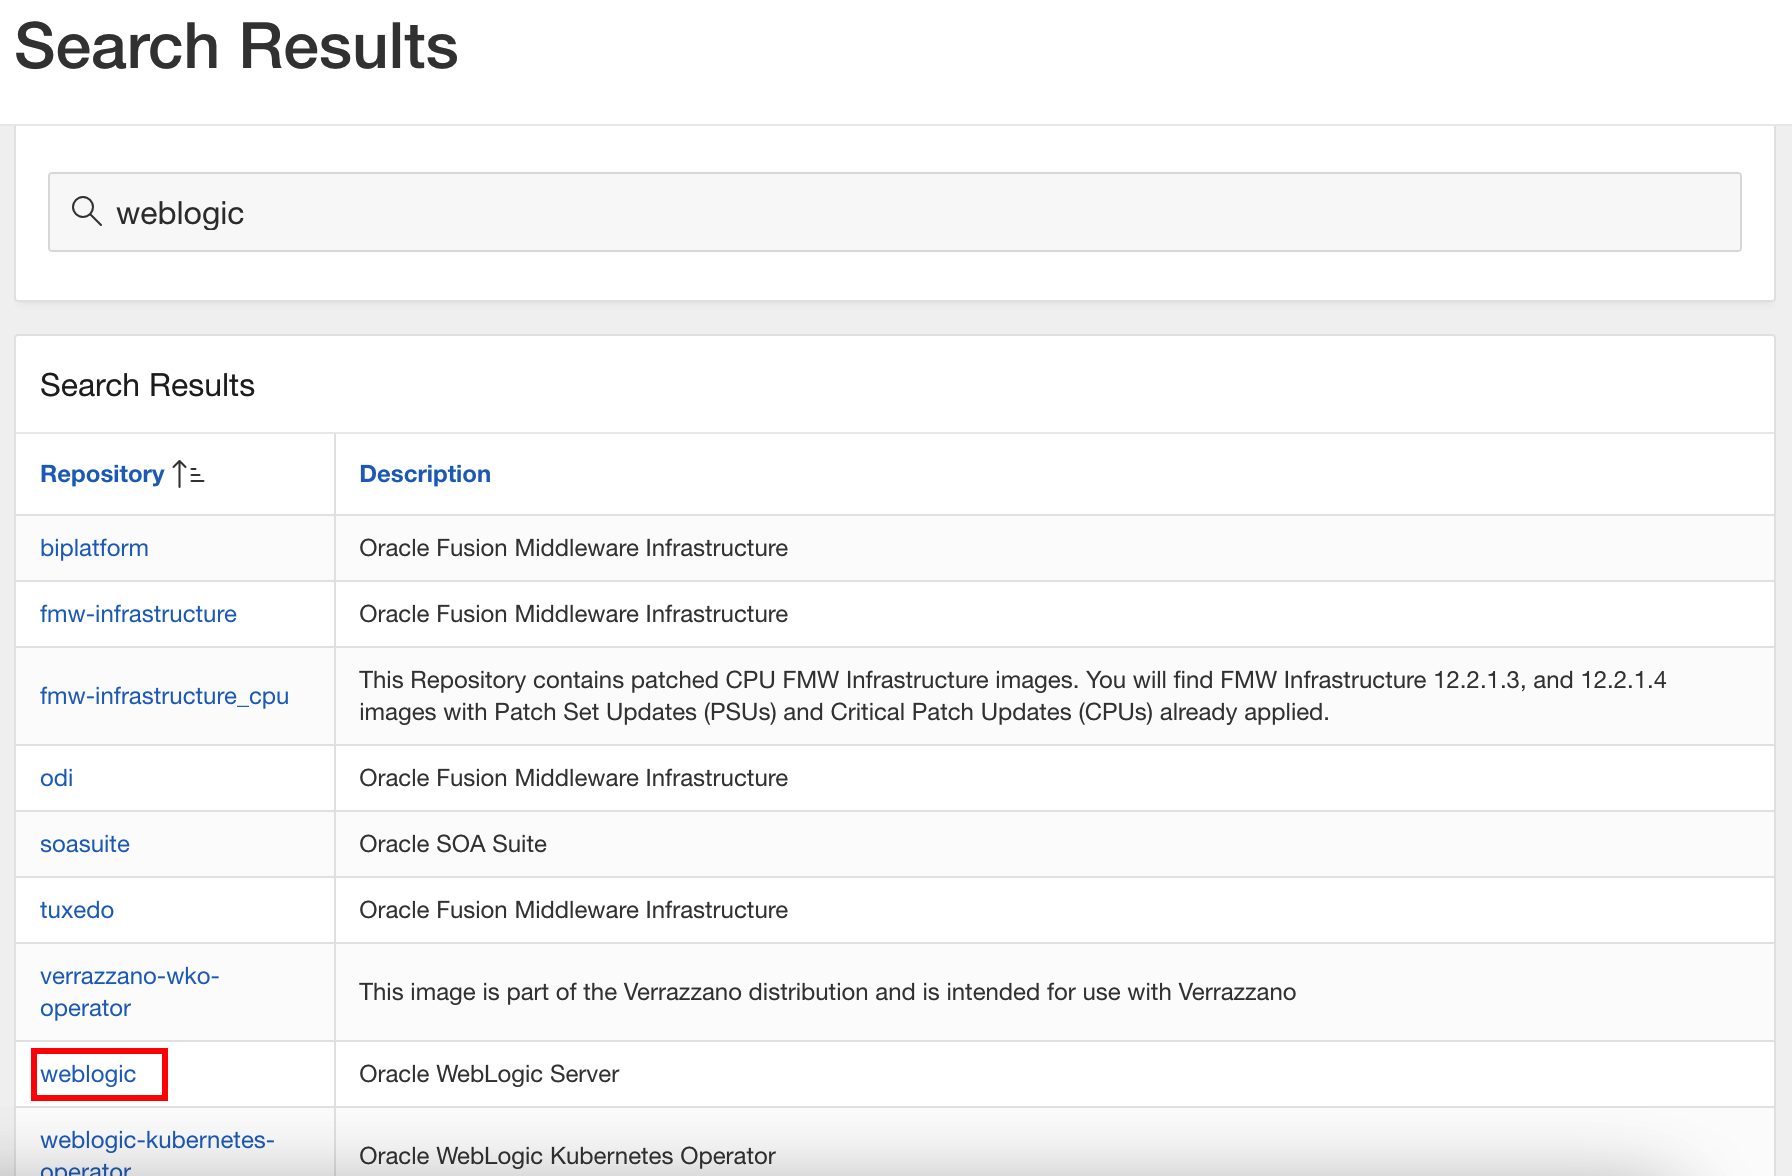 Search Results
weblogic
Search Results
Repository
Description
biplatform
Oracle Fusion Middleware Infrastructure
fmw-infrastructure
Oracle Fusion Middleware Infrastructure
fmw-infrastructure_cpu
This Repository contains patched CPU FMW Infrastructure images. You will find FMW Infrastructure 12.2.1.3, and 12.2.1.4
images with Patch Set Updates (PSUs) and Critical Patch Updates (CPUs) already applied.
odi
Oracle Fusion Middleware Infrastructure
soasuite
Oracle SOA Suite
tuxedo
Oracle Fusion Middleware Infrastructure
verrazzano-wko-
operator
This image is part of the Verrazzano distribution and is intended for use with Verrazzano
weblogic
Oracle WebLogic Server
weblogic-kubernetes-
operator
Oracle WebLogic Kubernetes Operator